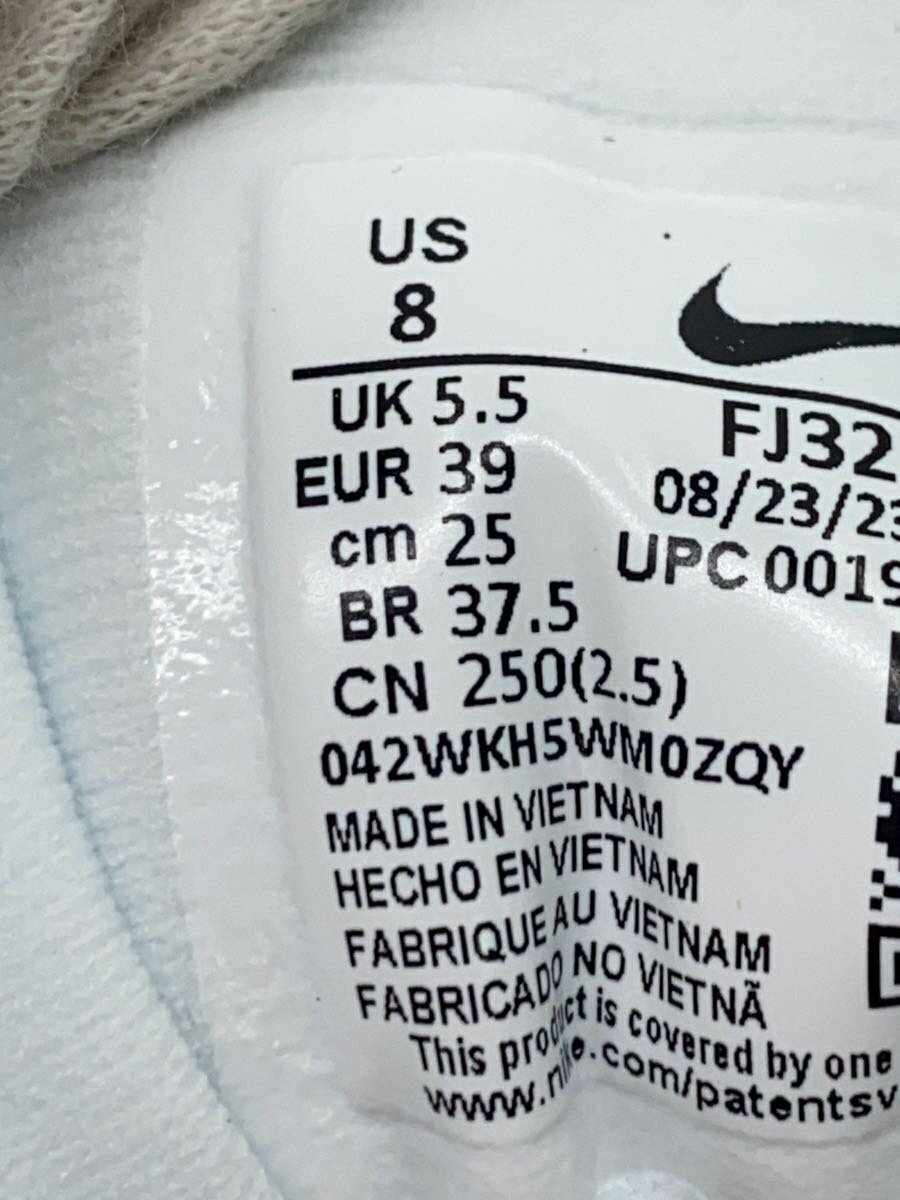 US
8
UK 5.5
EUR 39
cm 25
BR 37.5
CN 250(2.5)
042WKH5WM0ZQY
MADE IN VIETNAM
HECHO EN VIETNAM
FABRIQUE AU VIETNAM
FABRICADO NO VIETNÃ
This product is covered by one
www.nike.com/patentsv
FJ32
08/23/23
UPC 0019